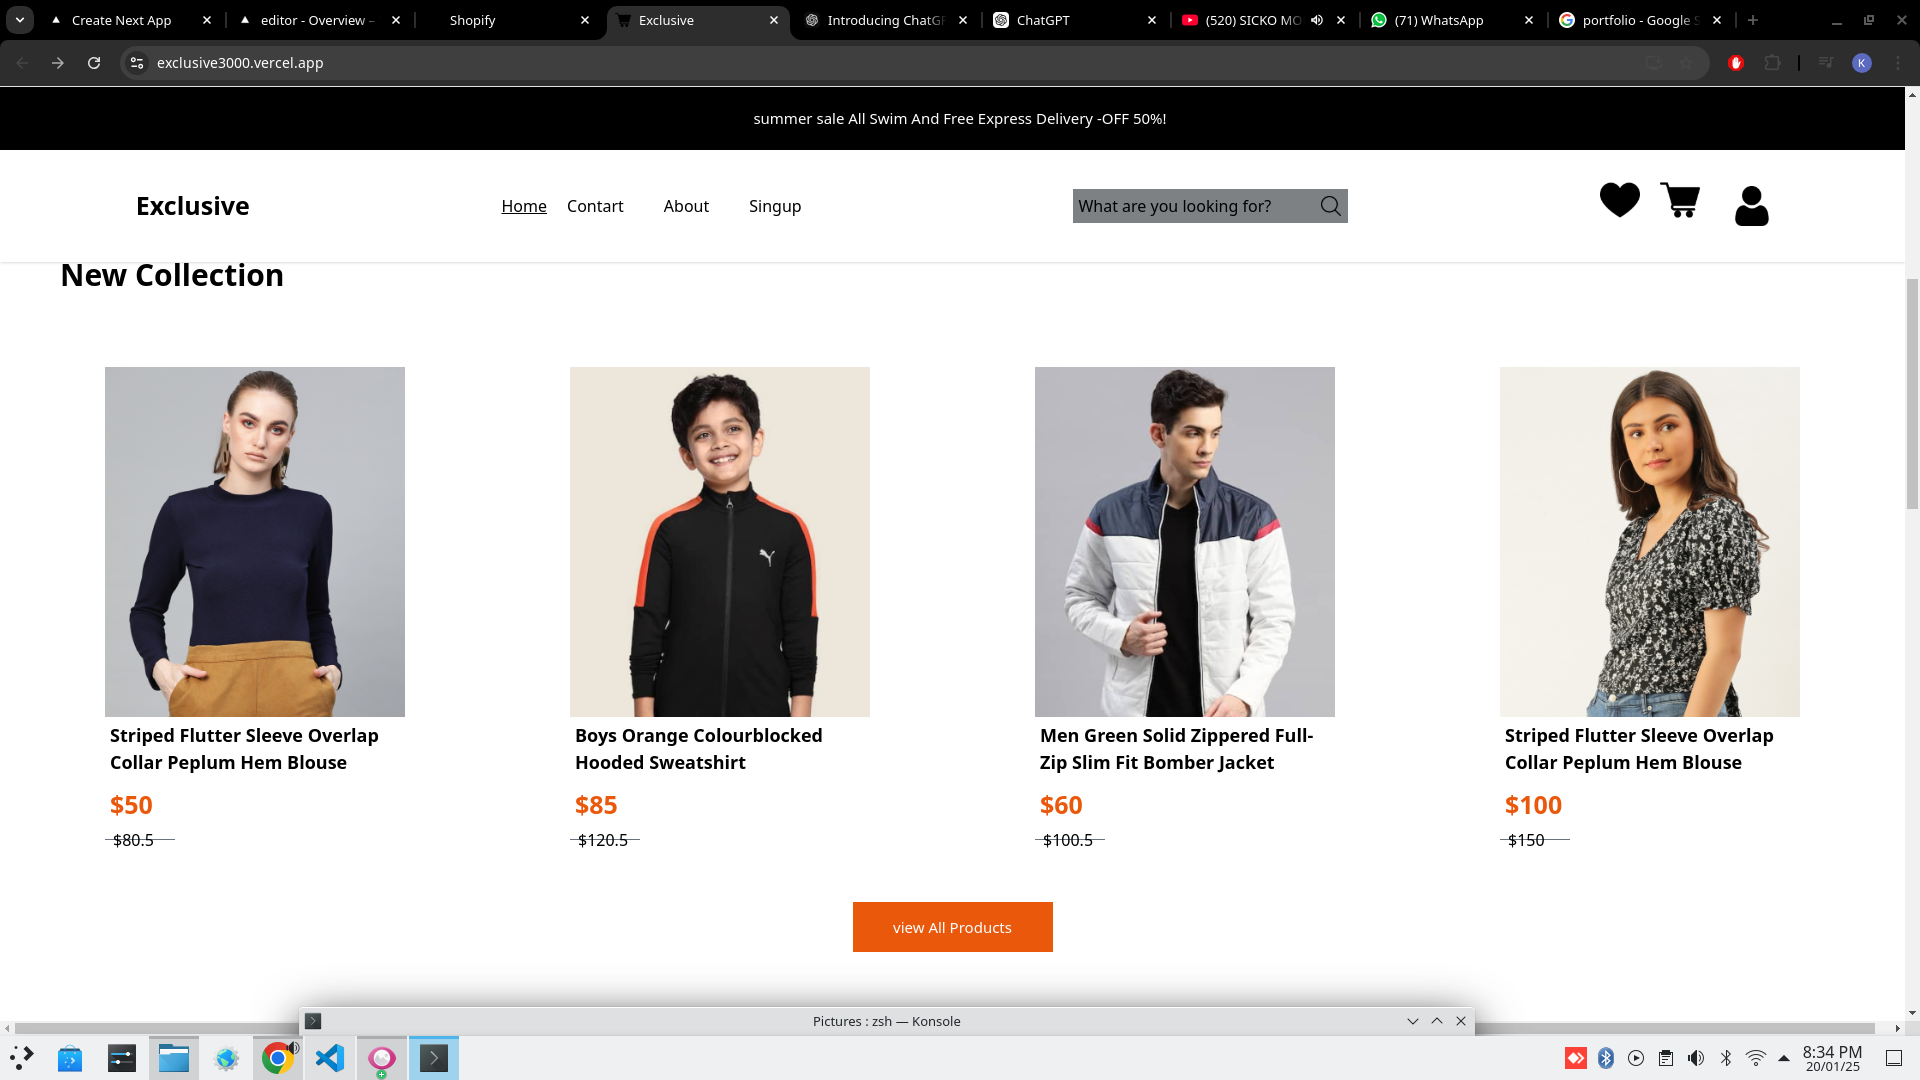 Create Next App
editor - Overview –
Shopify
Exclusive
Introducing ChatG
ChatGPT
(520) SICKO MO
(71) WhatsApp
portfolio - Google S
exclusive3000.vercel.app
K
summer sale All Swim And Free Express Delivery -OFF 50%!
Exclusive
Home
Contart
About
Singup
What are you looking for?
New Collection
Striped Flutter Sleeve Overlap
Collar Peplum Hem Blouse
$50
$80.5
Boys Orange Colourblocked
Hooded Sweatshirt
$85
$120.5
Men Green Solid Zippered Full-
Zip Slim Fit Bomber Jacket
$60
$100.5
Striped Flutter Sleeve Overlap
Collar Peplum Hem Blouse
$100
$150
view All Products
Pictures : zsh — Konsole
8:34 PM
20/01/25